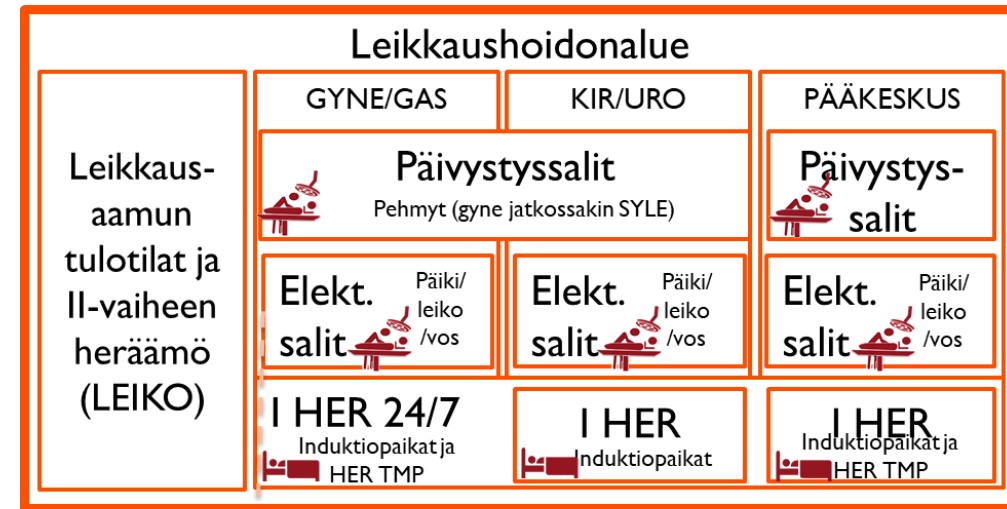 Leikkaushoidonalue
Leikkaus-
aamun
tulotilat ja
II-vaiheen
heräämö
(LEIKO)
GYNE/GAS
KIR/URO
PÄÄKESKUS
Päivystyssalit
Pehmyt (gyne jatkossakin SYLE)
Päivystys-
salit
Elekt.
salit
Päiki/
leiko
/vos
Elekt.
salit
Päiki/
leiko
/vos
Elekt.
salit
Päiki/
leiko
/vos
I HER 24/7
Induktiopaikat ja
HER TMP
I HER
Induktiopaikat
I HER
Induktiopaikat ja
HER TMP